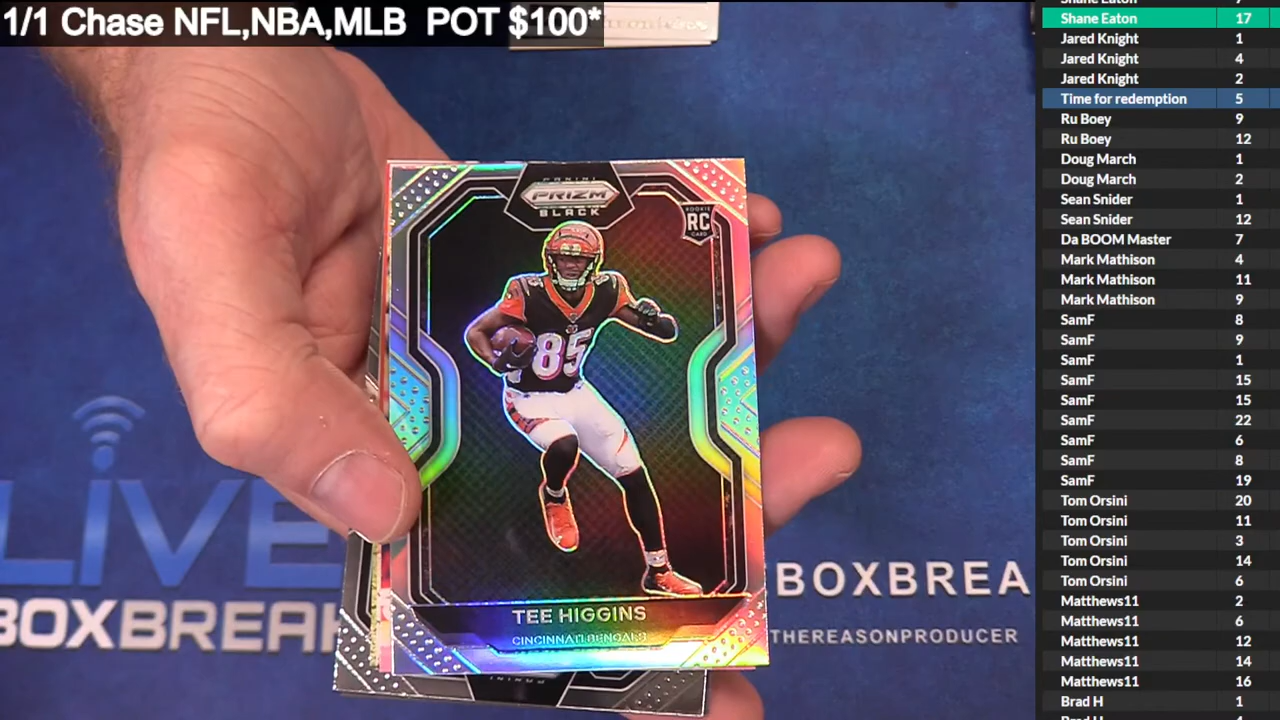 1/1 Chase NFL,NBA,MLB POT $100*
PANINI
PRIZM
BLACK
ROOKIE
RC
CARD
85
TEE HIGGINS
CINCINNATI BENGALS
PANINI
LIVE
BOXBREAK
BOXBREA
THEREASONPRODUCER
Shane Eaton 7
Shane Eaton 17
Jared Knight 1
Jared Knight 4
Jared Knight 2
Time for redemption 5
Ru Boey 9
Ru Boey 12
Doug March 1
Doug March 2
Sean Snider 1
Sean Snider 12
Da BOOM Master 7
Mark Mathison 4
Mark Mathison 11
Mark Mathison 9
SamF 8
SamF 9
SamF 1
SamF 15
SamF 15
SamF 22
SamF 6
SamF 8
SamF 19
Tom Orsini 20
Tom Orsini 11
Tom Orsini 3
Tom Orsini 14
Tom Orsini 6
Matthews11 2
Matthews11 6
Matthews11 12
Matthews11 14
Matthews11 16
Brad H 1
Brad H